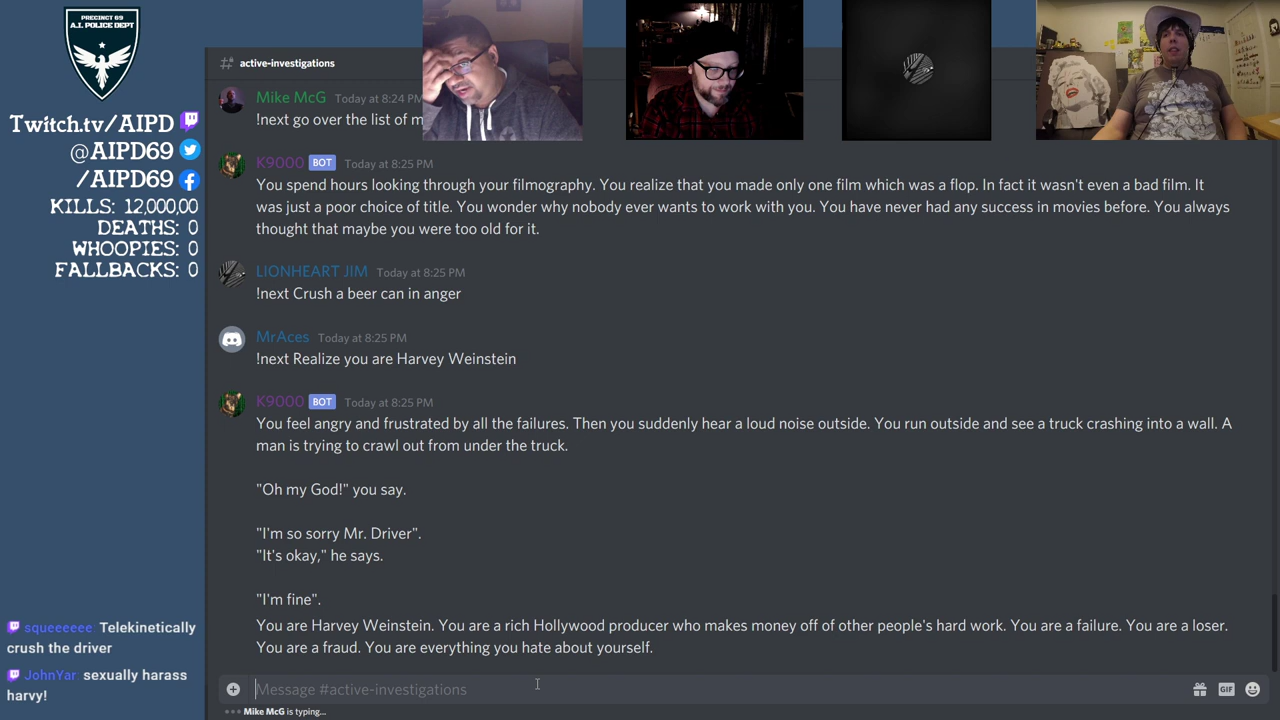 PRECINCT 69
A.I. POLICE DEPT
Twitch.tv/AIPD
@AIPD69
/AIPD69
KILLS: 12,000,00
DEATHS: 0
WHOOPIES: 0
FALLBACKS: 0
squeeeeee: Telekinetically
crush the driver
JohnYar: sexually harass
harvy!
active-investigations
Mike McG Today at 8:24 PM
!next go over the list of m
K9000 BOT Today at 8:25 PM
You spend hours looking through your filmography. You realize that you made only one film which was a flop. In fact it wasn't even a bad film. It
was just a poor choice of title. You wonder why nobody ever wants to work with you. You have never had any success in movies before. You always
thought that maybe you were too old for it.
LIONHEART JIM Today at 8:25 PM
!next Crush a beer can in anger
MrAces Today at 8:25 PM
!next Realize you are Harvey Weinstein
K9000 BOT Today at 8:25 PM
You feel angry and frustrated by all the failures. Then you suddenly hear a loud noise outside. You run outside and see a truck crashing into a wall. A
man is trying to crawl out from under the truck.
"Oh my God!" you say.
"I'm so sorry Mr. Driver".
"It's okay," he says.
"I'm fine".
You are Harvey Weinstein. You are a rich Hollywood producer who makes money off of other people's hard work. You are a failure. You are a loser.
You are a fraud. You are everything you hate about yourself.
Message #active-investigations
GIF
Mike McG is typing...